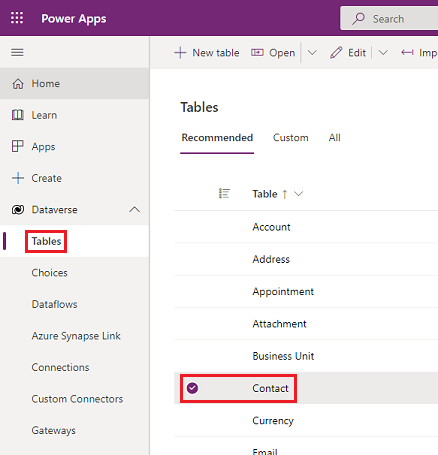 Power Apps
Search
New table Open Edit Imp
Home
Learn
Apps
Create
Dataverse
Tables
Choices
Dataflows
Azure Synapse Link
Connections
Custom Connectors
Gateways
Tables
Recommended Custom All
Table
Account
Address
Appointment
Attachment
Business Unit
Contact
Currency
Email